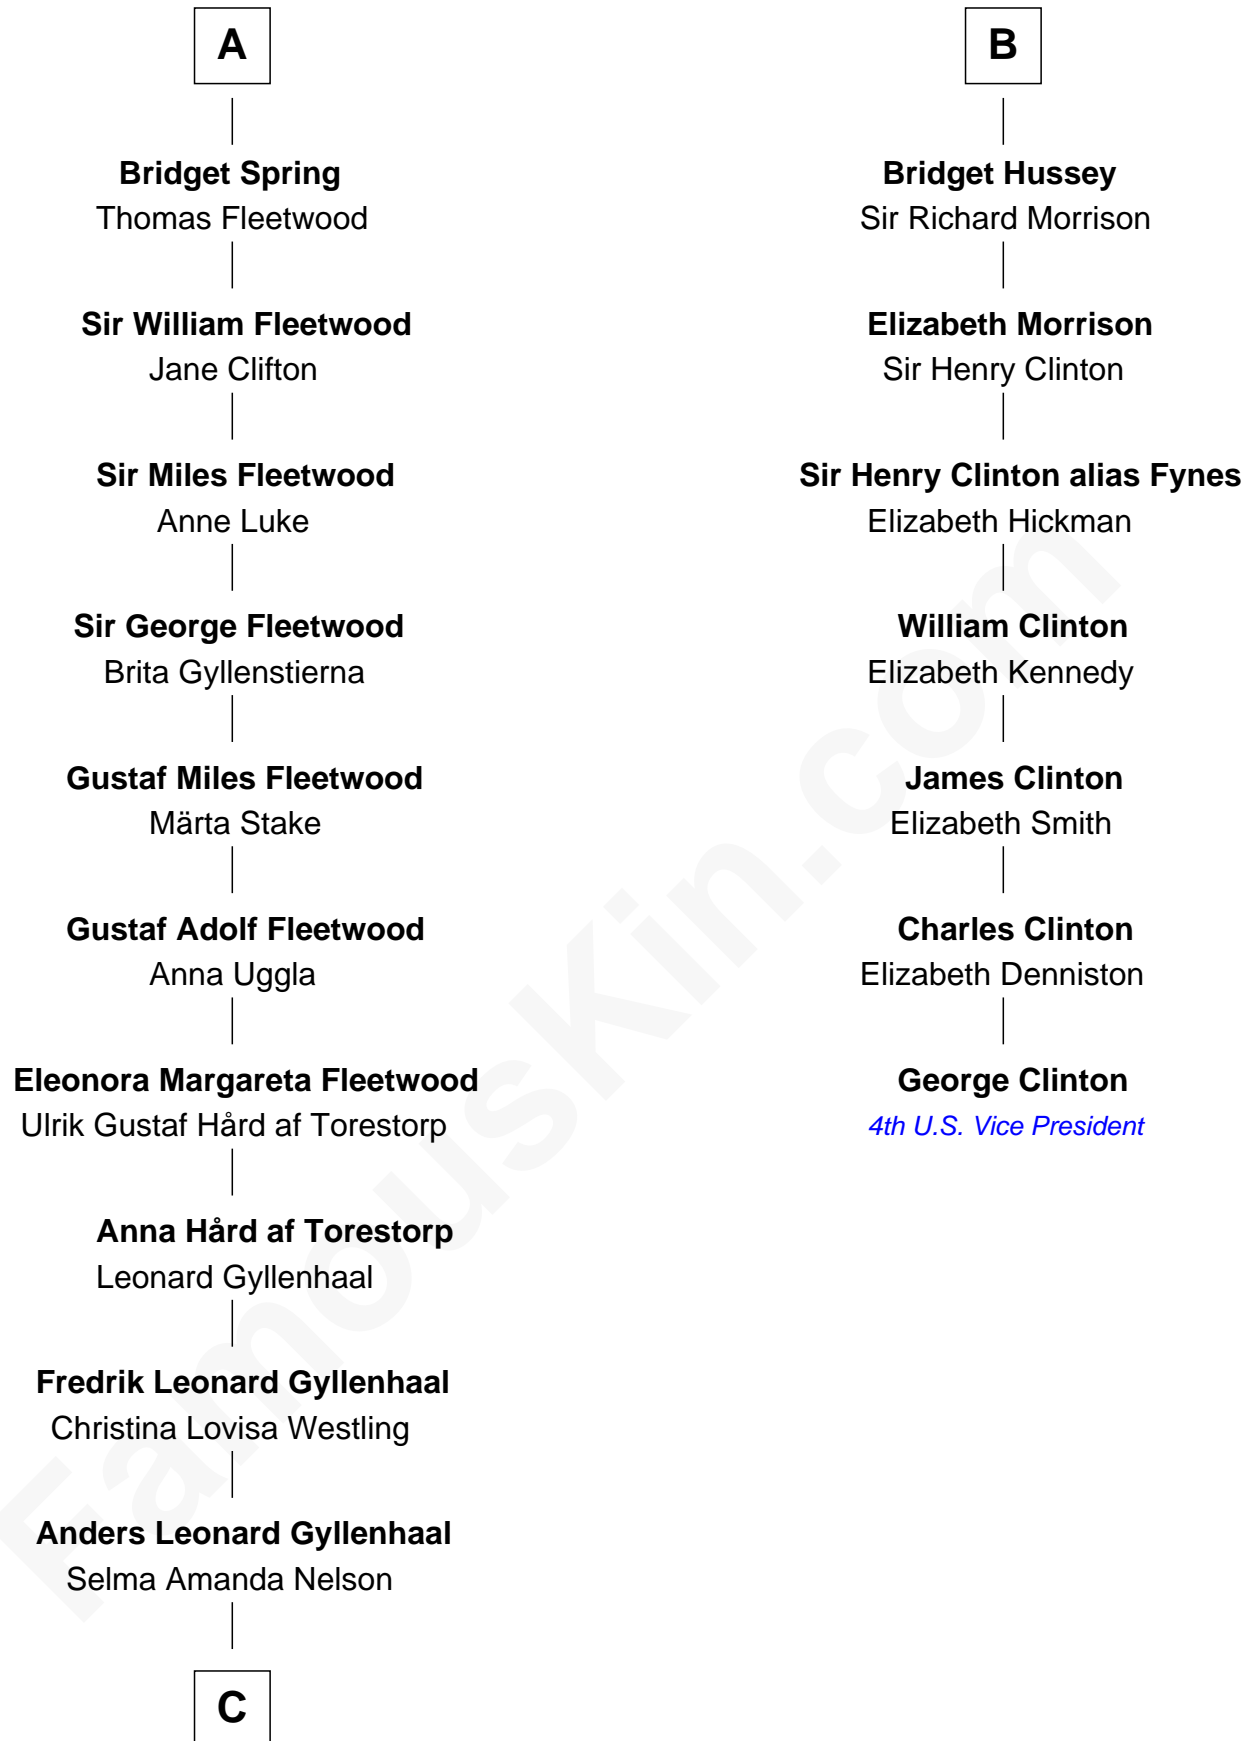 A
Bridget Spring
Thomas Fleetwood
Sir William Fleetwood
Jane Clifton
Sir Miles Fleetwood
Anne Luke
Sir George Fleetwood
Brita Gyllenstierna
Gustaf Miles Fleetwood
Märta Stake
Gustaf Adolf Fleetwood
Anna Uggla
Eleonora Margareta Fleetwood
Ulrik Gustaf Hård af Torestorp
Anna Hård af Torestorp
Leonard Gyllenhaal
Fredrik Leonard Gyllenhaal
Christina Lovisa Westling
Anders Leonard Gyllenhaal
Selma Amanda Nelson
C
B
Bridget Hussey
Sir Richard Morrison
Elizabeth Morrison
Sir Henry Clinton
Sir Henry Clinton alias Fynes
Elizabeth Hickman
William Clinton
Elizabeth Kennedy
James Clinton
Elizabeth Smith
Charles Clinton
Elizabeth Denniston
George Clinton
4th U.S. Vice President
FamousKin.com